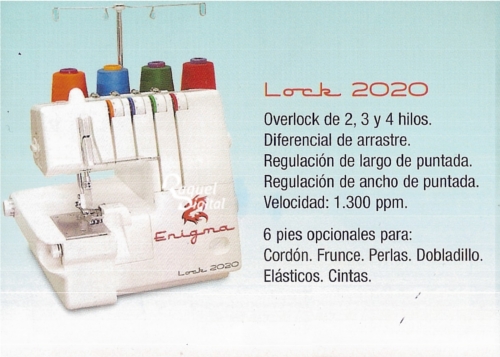 Lock 2020
Overlock de 2, 3 y 4 hilos.
Diferencial de arrastre.
Regulación de largo de puntada.
Regulación de ancho de puntada.
Velocidad: 1.300 ppm.
6 pies opcionales para:
Cordón. Frunce. Perlas. Dobladillo.
Elásticos. Cintas.
Raquel
Digital
Enigma
Lock 2020